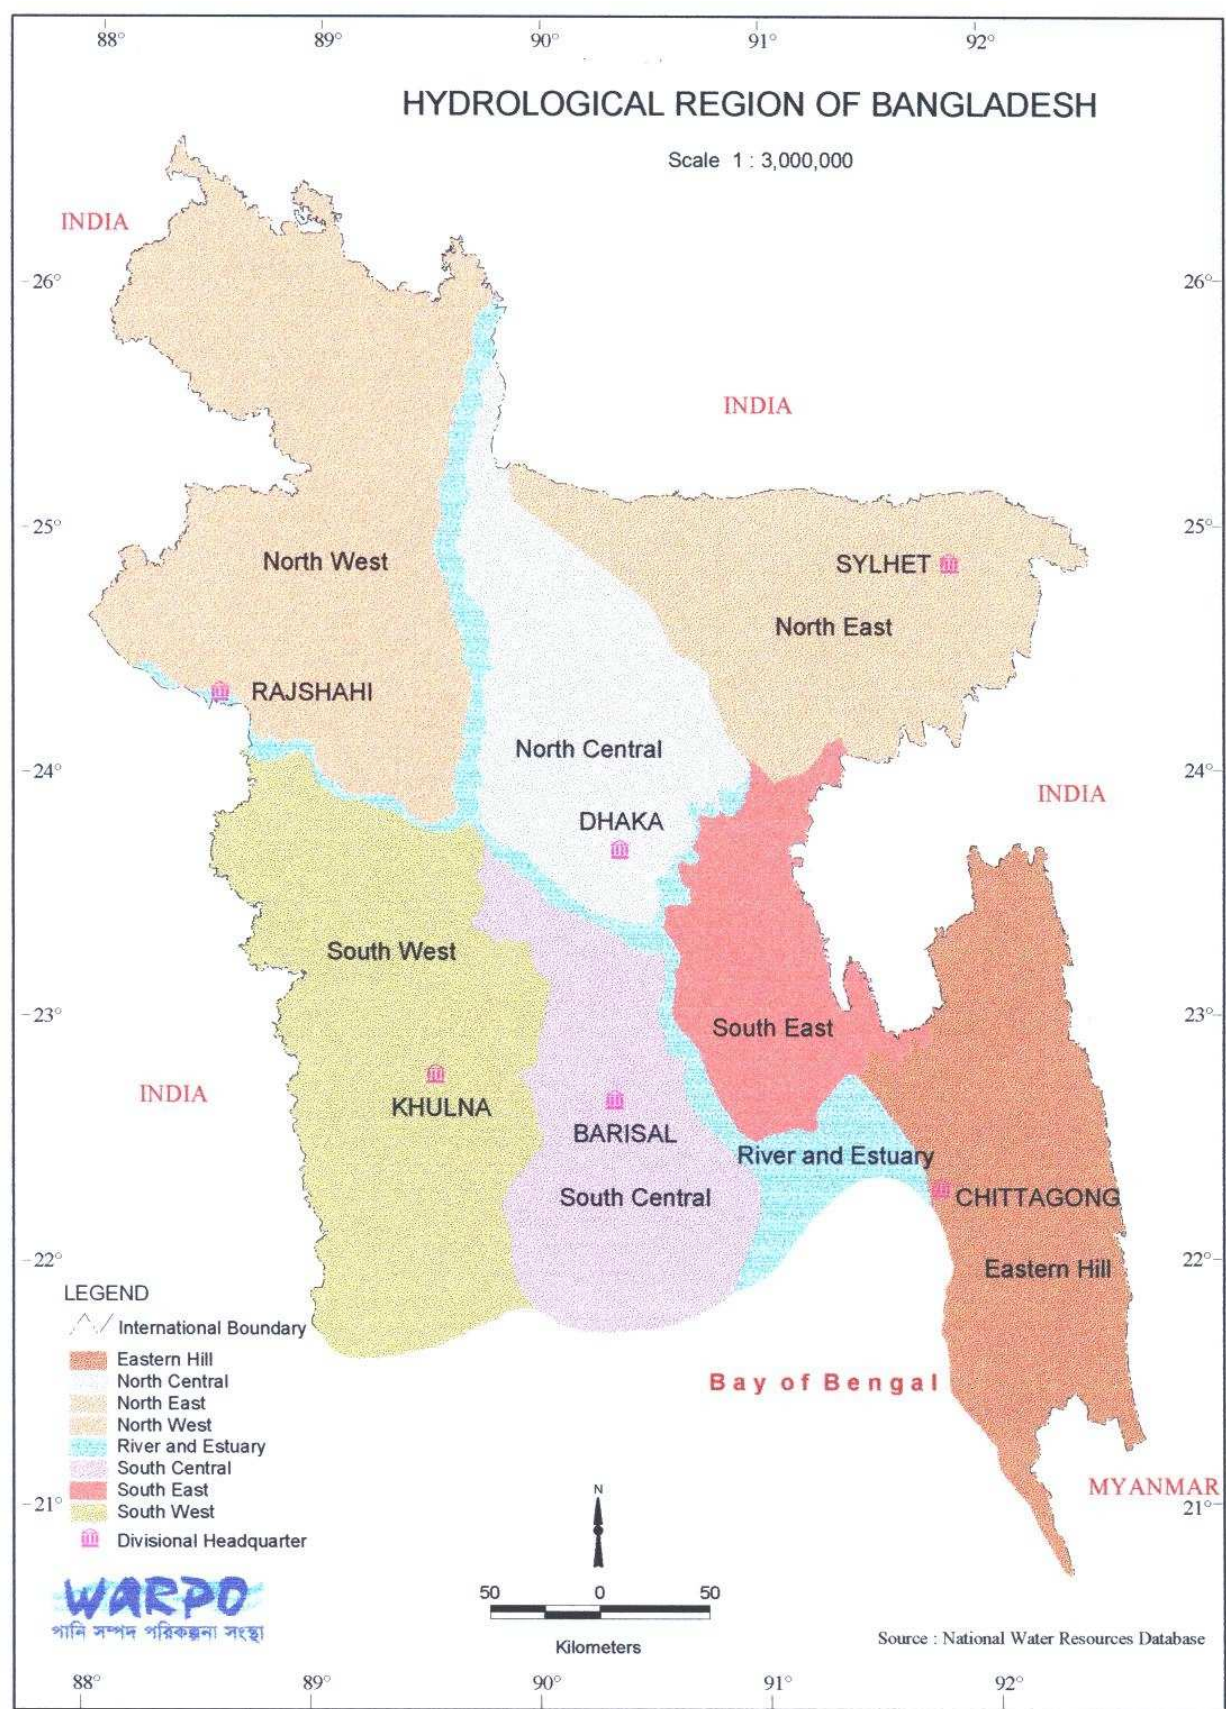 88° 89° 90° 91° 92°
HYDROLOGICAL REGION OF BANGLADESH
Scale 1 : 3,000,000
INDIA
26° 26°
INDIA
25° 25°
North West
SYLHET
North East
RAJSHAHI
North Central
24° 24°
INDIA
DHAKA
South West
23° 23°
South East
INDIA
KHULNA
BARISAL
River and Estuary
South Central
CHITTAGONG
22° 22°
Eastern Hill
LEGEND
International Boundary
Eastern Hill
North Central
North East
North West
River and Estuary
South Central
South East
South West
Divisional Headquarter
Bay of Bengal
MYANMAR
21° 21°
N
50 0 50
Kilometers
WARPO
পানি সম্পদ পরিকল্পনা সংস্থা
Source : National Water Resources Database
88° 89° 90° 91° 92°